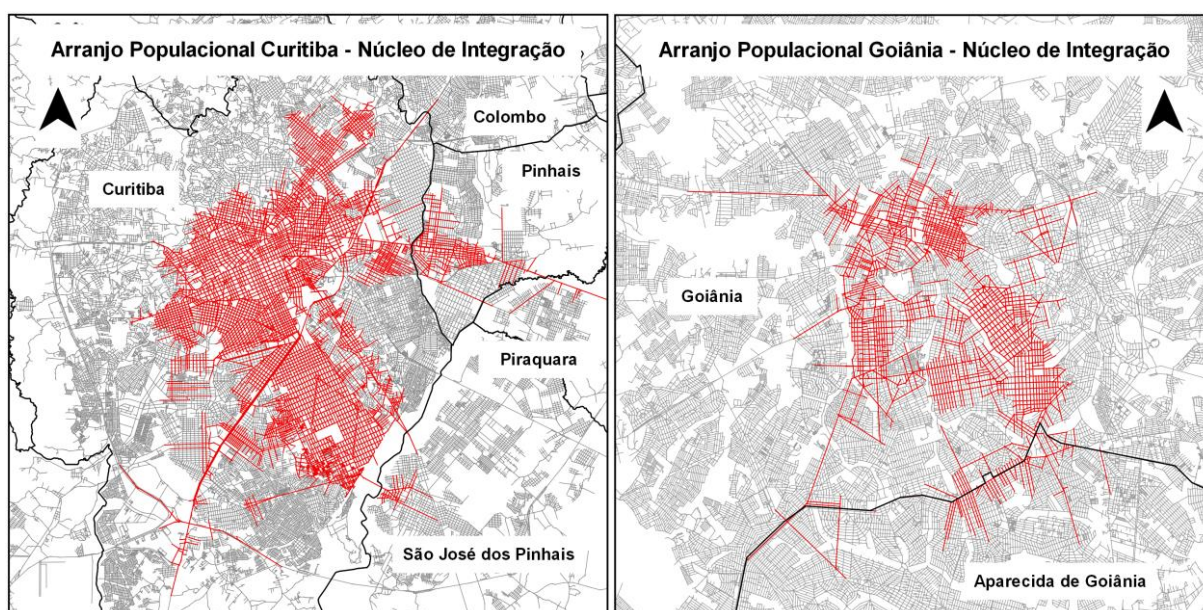 Arranjo Populacional Curitiba - Núcleo de Integração
Colombo
Pinhais
Curitiba
Piraquara
São José dos Pinhais
Arranjo Populacional Goiânia - Núcleo de Integração
Goiânia
Aparecida de Goiânia